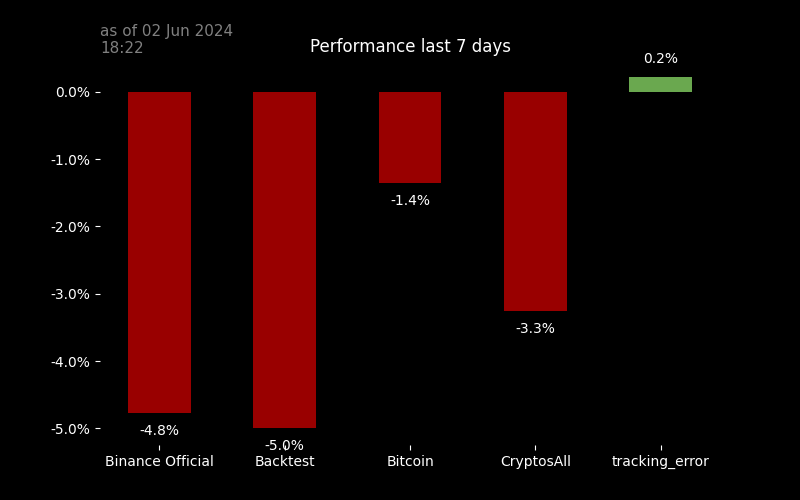 as of 02 Jun 2024
18:22
Performance last 7 days
0.2%
0.0%
-1.0%
-1.4%
-2.0%
-3.0%
-3.3%
-4.0%
-5.0%
-4.8%
-5.0%
Binance Official
Backtest
Bitcoin
CryptosAll
tracking_error